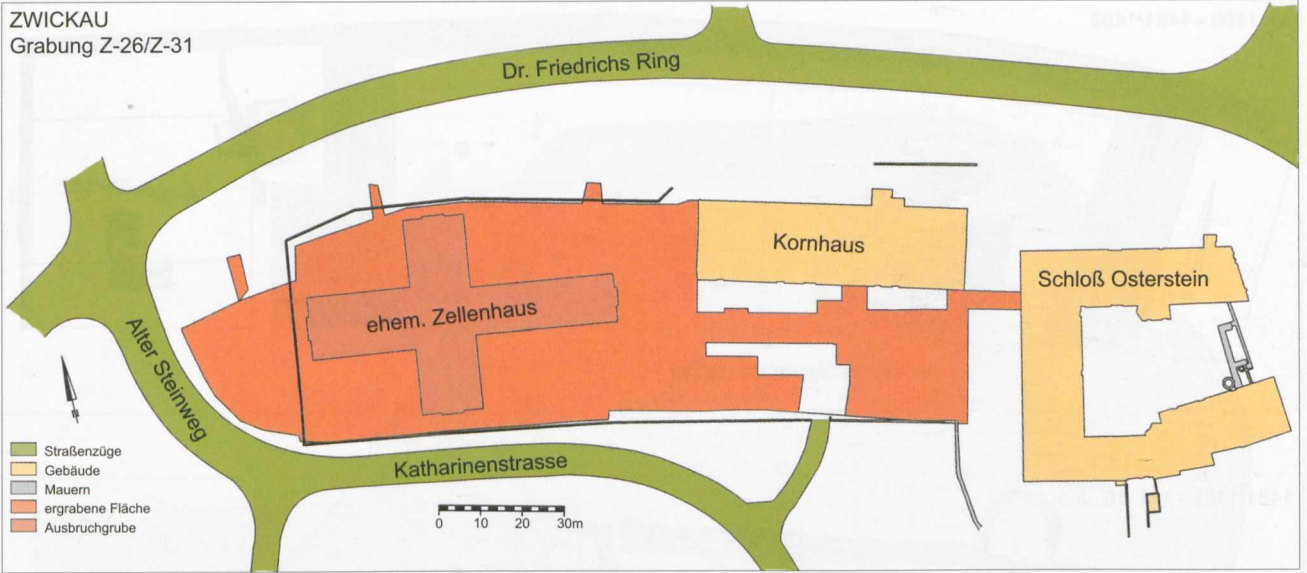 ZWICKAU
Grabung Z-26/Z-31
Dr. Friedrichs Ring
Kornhaus
Schloß Osterstein
ehem. Zellenhaus
Alter Steinweg
Katharinenstrasse
Straßenzüge
Gebäude
Mauern
ergrabene Fläche
Ausbruchgrube
0 10 20 30m